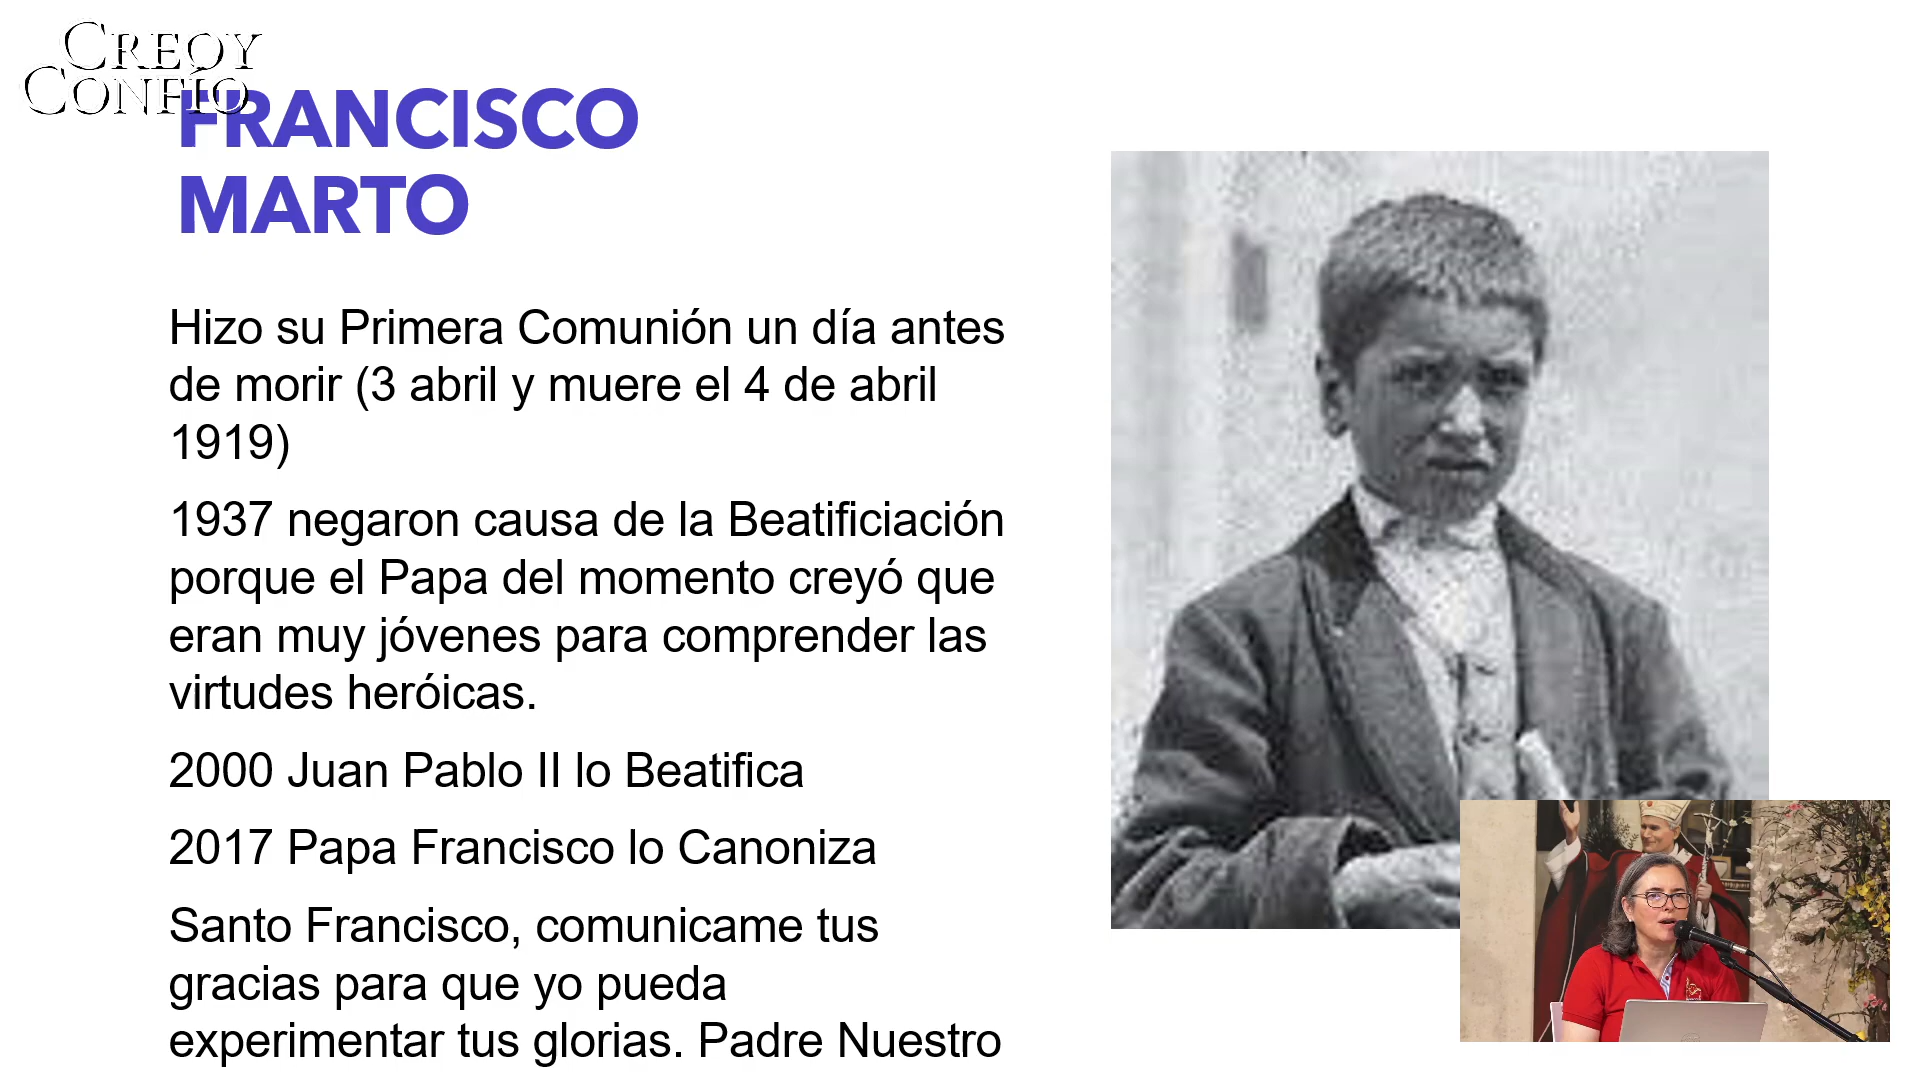 CREO Y
CONFÍO
FRANCISCO
MARTO
Hizo su Primera Comunión un día antes
de morir (3 abril y muere el 4 de abril
1919)
1937 negaron causa de la Beatificiación
porque el Papa del momento creyó que
eran muy jóvenes para comprender las
virtudes heróicas.
2000 Juan Pablo II lo Beatifica
2017 Papa Francisco lo Canoniza
Santo Francisco, comunicame tus
gracias para que yo pueda
experimentar tus glorias. Padre Nuestro